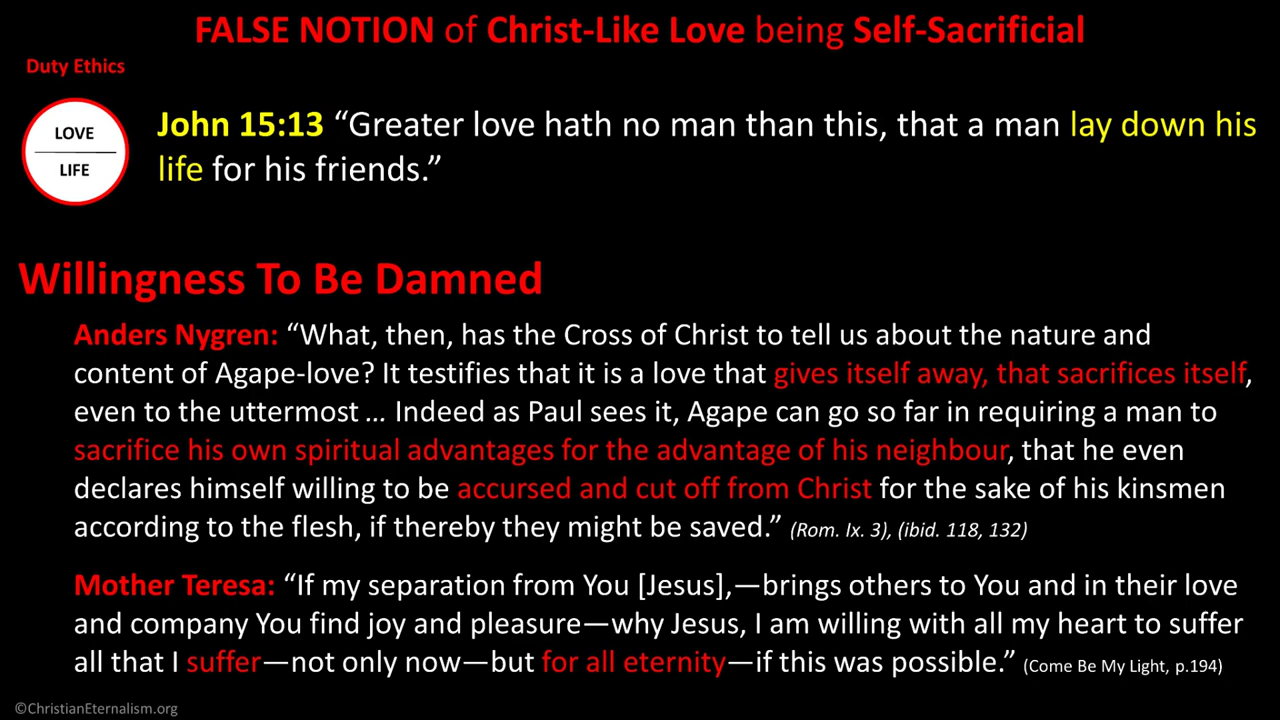 FALSE NOTION of Christ-Like Love being Self-Sacrificial
Duty Ethics
LOVE
LIFE
John 15:13 “Greater love hath no man than this, that a man lay down his
life for his friends.”
Willingness To Be Damned
Anders Nygren: “What, then, has the Cross of Christ to tell us about the nature and
content of Agape-love? It testifies that it is a love that gives itself away, that sacrifices itself,
even to the uttermost ... Indeed as Paul sees it, Agape can go so far in requiring a man to
sacrifice his own spiritual advantages for the advantage of his neighbour, that he even
declares himself willing to be accursed and cut off from Christ for the sake of his kinsmen
according to the flesh, if thereby they might be saved.” (Rom. Ix. 3), (ibid. 118, 132)
Mother Teresa: “If my separation from You [Jesus],—brings others to You and in their love
and company You find joy and pleasure—why Jesus, I am willing with all my heart to suffer
all that I suffer—not only now—but for all eternity—if this was possible.” (Come Be My Light, p.194)
©ChristianEternalism.org